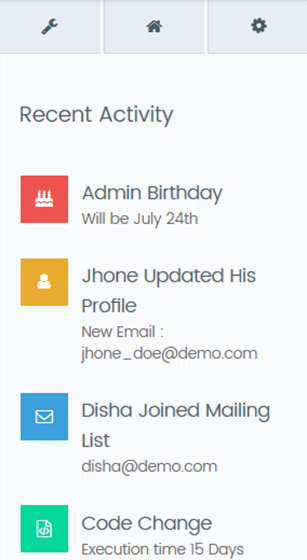 Recent Activity
Admin Birthday
Will be July 24th
Jhone Updated His
Profile
New Email :
jhone_doe@demo.com
Disha Joined Mailing
List
disha@demo.com
Code Change
Execution time 15 Days